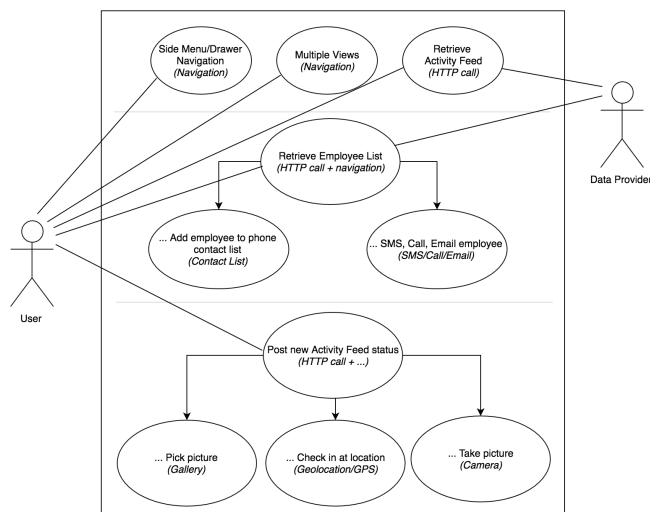 Side Menu/Drawer
Navigation
(Navigation)
Multiple Views
(Navigation)
Retrieve
Activity Feed
(HTTP call)
Data Provider
Retrieve Employee List
(HTTP call + navigation)
... Add employee to phone
contact list
(Contact List)
... SMS, Call, Email employee
(SMS/Call/Email)
User
Post new Activity Feed status
(HTTP call + ...)
... Pick picture
(Gallery)
... Check in at location
(Geolocation/GPS)
... Take picture
(Camera)